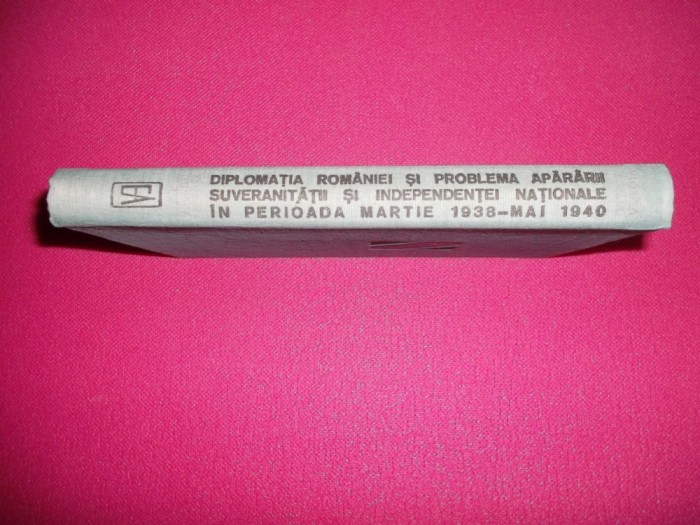 DIPLOMAȚIA ROMÂNIEI ȘI PROBLEMA APĂRĂRII
SUVERANITĂȚII ȘI INDEPENDENȚEI NAȚIONALE
ÎN PERIOADA MARTIE 1938–MAI 1940